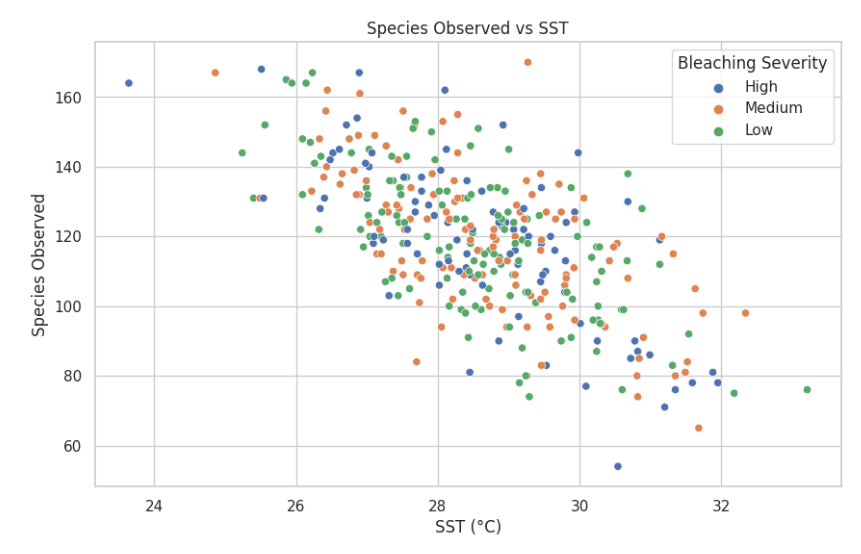 Species Observed vs SST
Bleaching Severity
High
Medium
Low
Species Observed
160
140
120
100
80
60
24 26 28 30 32
SST (°C)